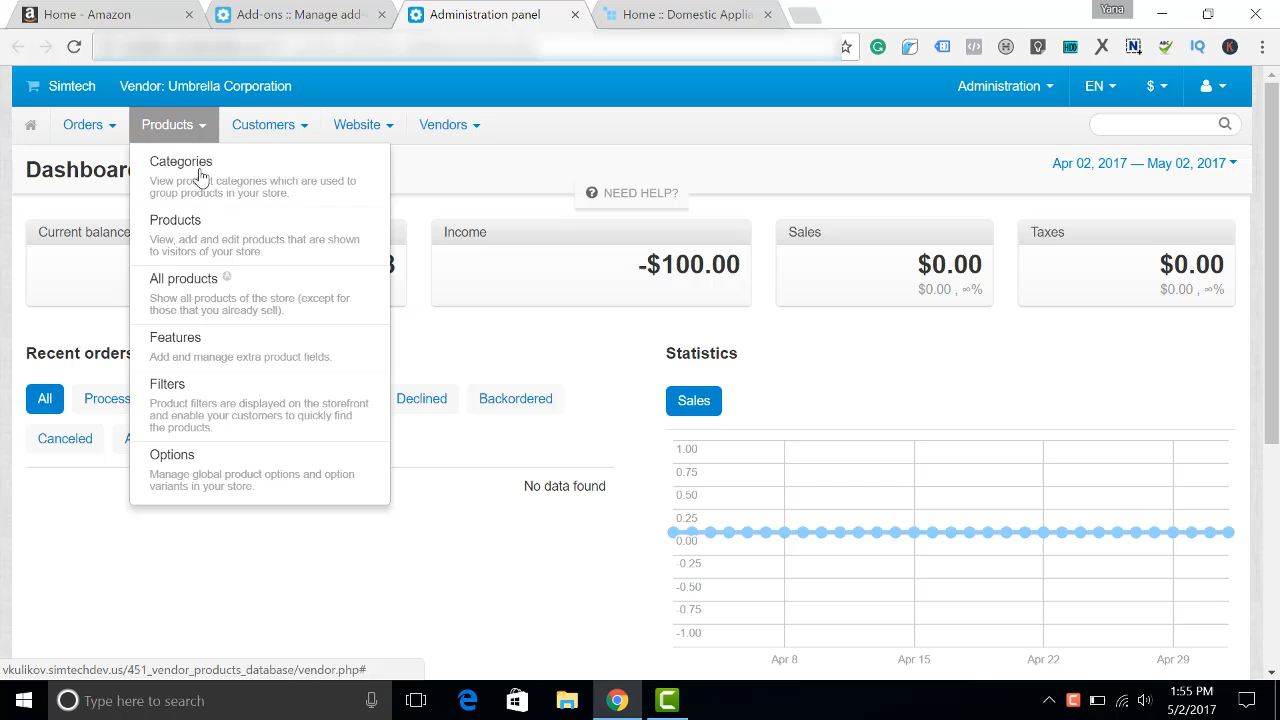 Home - Amazon
Add-ons :: Manage add-
Administration panel
Home :: Domestic Appli
Yana
Simtech
Vendor: Umbrella Corporation
Administration
EN
$
Orders
Products
Customers
Website
Vendors
Dashboar
Apr 02, 2017 — May 02, 2017
NEED HELP?
Categories
View product categories which are used to
group products in your store.
Products
View, add and edit products that are shown
to visitors of your store.
All products
Show all products of the store (except for
those that you already sell).
Features
Add and manage extra product fields.
Filters
Product filters are displayed on the storefront
and enable your customers to quickly find
the products.
Options
Manage global product options and option
variants in your store.
Current balance
Income
-$100.00
Sales
$0.00
$0.00 , ∞%
Taxes
$0.00
$0.00 , ∞%
Recent orders
All
Process
Declined
Backordered
Canceled
A
No data found
Statistics
Sales
1.00
0.75
0.50
0.25
0.00
-0.25
-0.50
-0.75
-1.00
Apr 8
Apr 15
Apr 22
Apr 29
vkulikov.simtechdev.us/451_vendor_products_database/vendor.php#
Type here to search
1:55 PM
5/2/2017